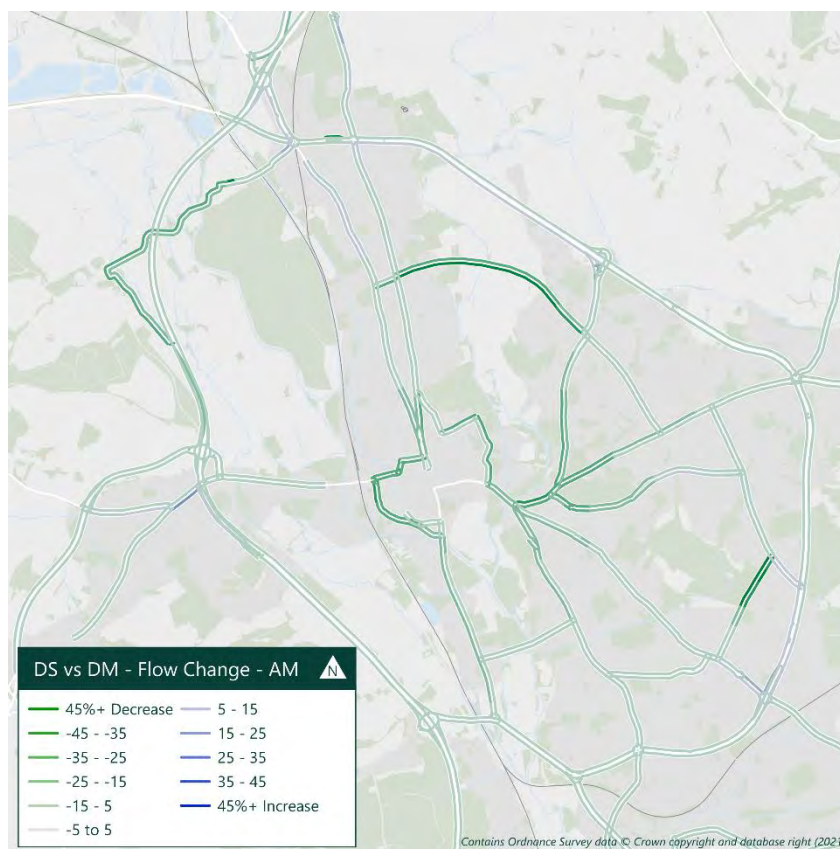 DS vs DM - Flow Change - AM N
45%+ Decrease
-45 - -35
-35 - -25
-25 - -15
-15 - 5
-5 to 5
5 - 15
15 - 25
25 - 35
35 - 45
45%+ Increase
Contains Ordnance Survey data © Crown copyright and database right (202